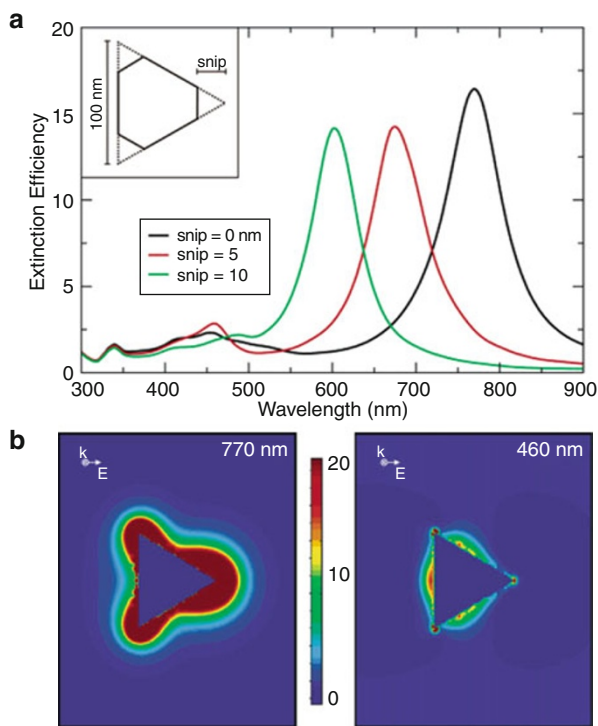 a
20
15
10
5
0
Extinction Efficiency
snip
100 nm
snip = 0 nm
snip = 5
snip = 10
300 400 500 600 700 800 900
Wavelength (nm)
b
k
E
770 nm
20
10
0
k
E
460 nm